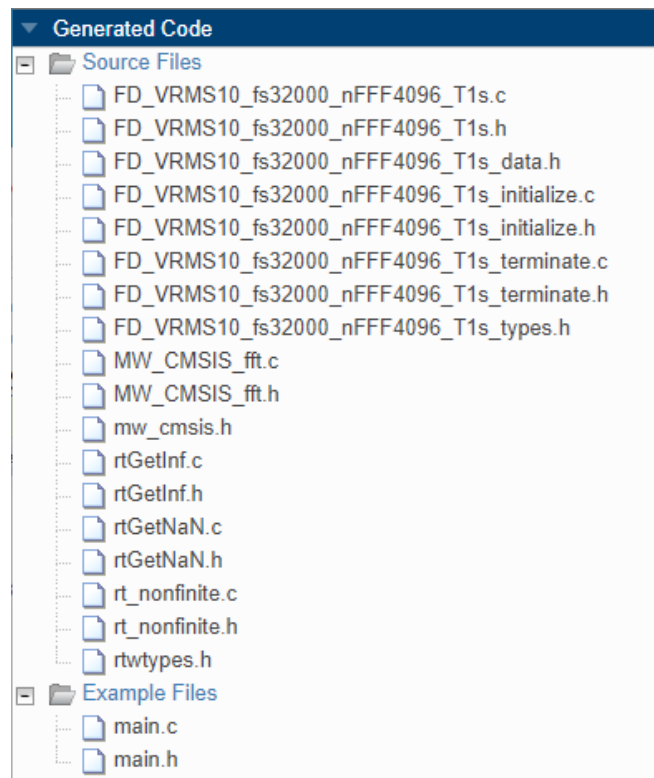 Generated Code
Source Files
FD_VRMS10_fs32000_nFFF4096_T1s.c
FD_VRMS10_fs32000_nFFF4096_T1s.h
FD_VRMS10_fs32000_nFFF4096_T1s_data.h
FD_VRMS10_fs32000_nFFF4096_T1s_initialize.c
FD_VRMS10_fs32000_nFFF4096_T1s_initialize.h
FD_VRMS10_fs32000_nFFF4096_T1s_terminate.c
FD_VRMS10_fs32000_nFFF4096_T1s_terminate.h
FD_VRMS10_fs32000_nFFF4096_T1s_types.h
MW_CMSIS_fft.c
MW_CMSIS_fft.h
mw_cmsis.h
rtGetInf.c
rtGetInf.h
rtGetNaN.c
rtGetNaN.h
rt_nonfinite.c
rt_nonfinite.h
rtwtypes.h
Example Files
main.c
main.h